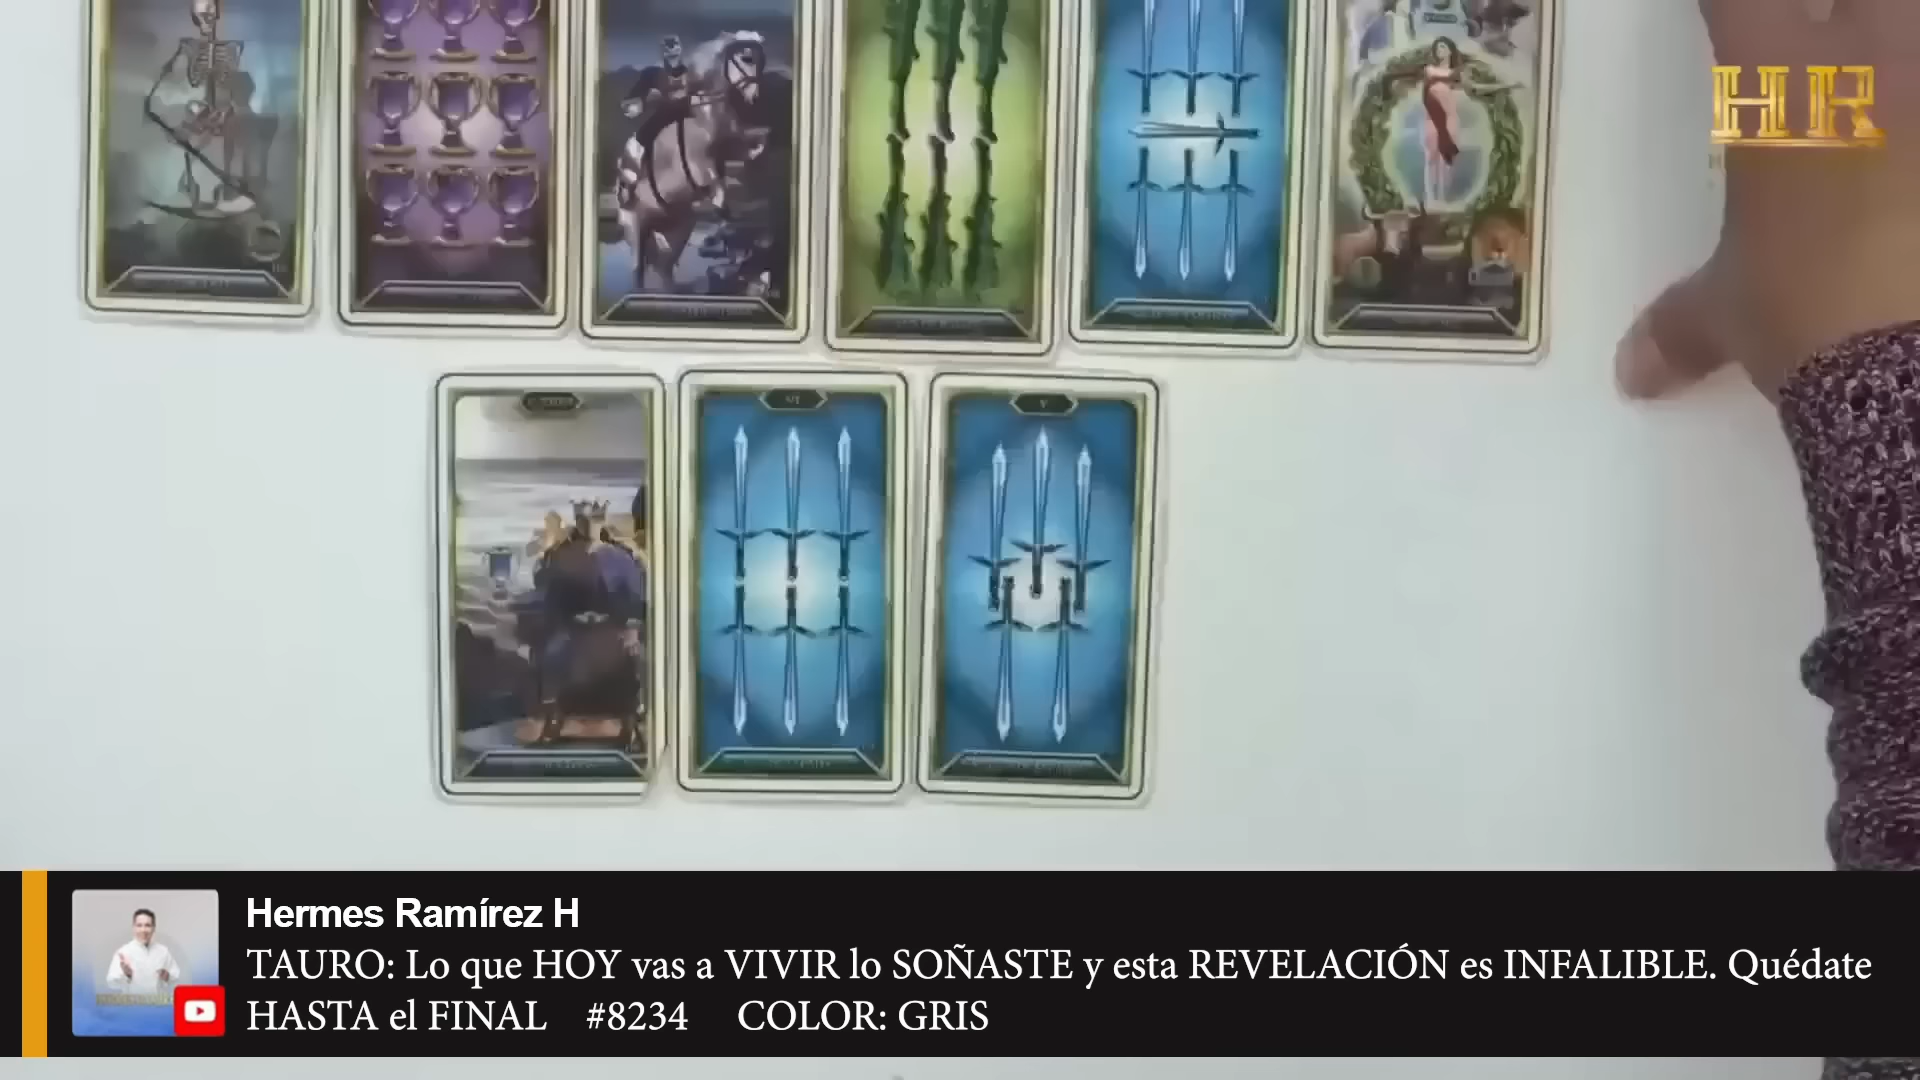 HR
VI
V
Hermes Ramírez H
TAURO: Lo que HOY vas a VIVIR lo SOÑASTE y esta REVELACIÓN es INFALIBLE. Quédate
HASTA el FINAL #8234 COLOR: GRIS